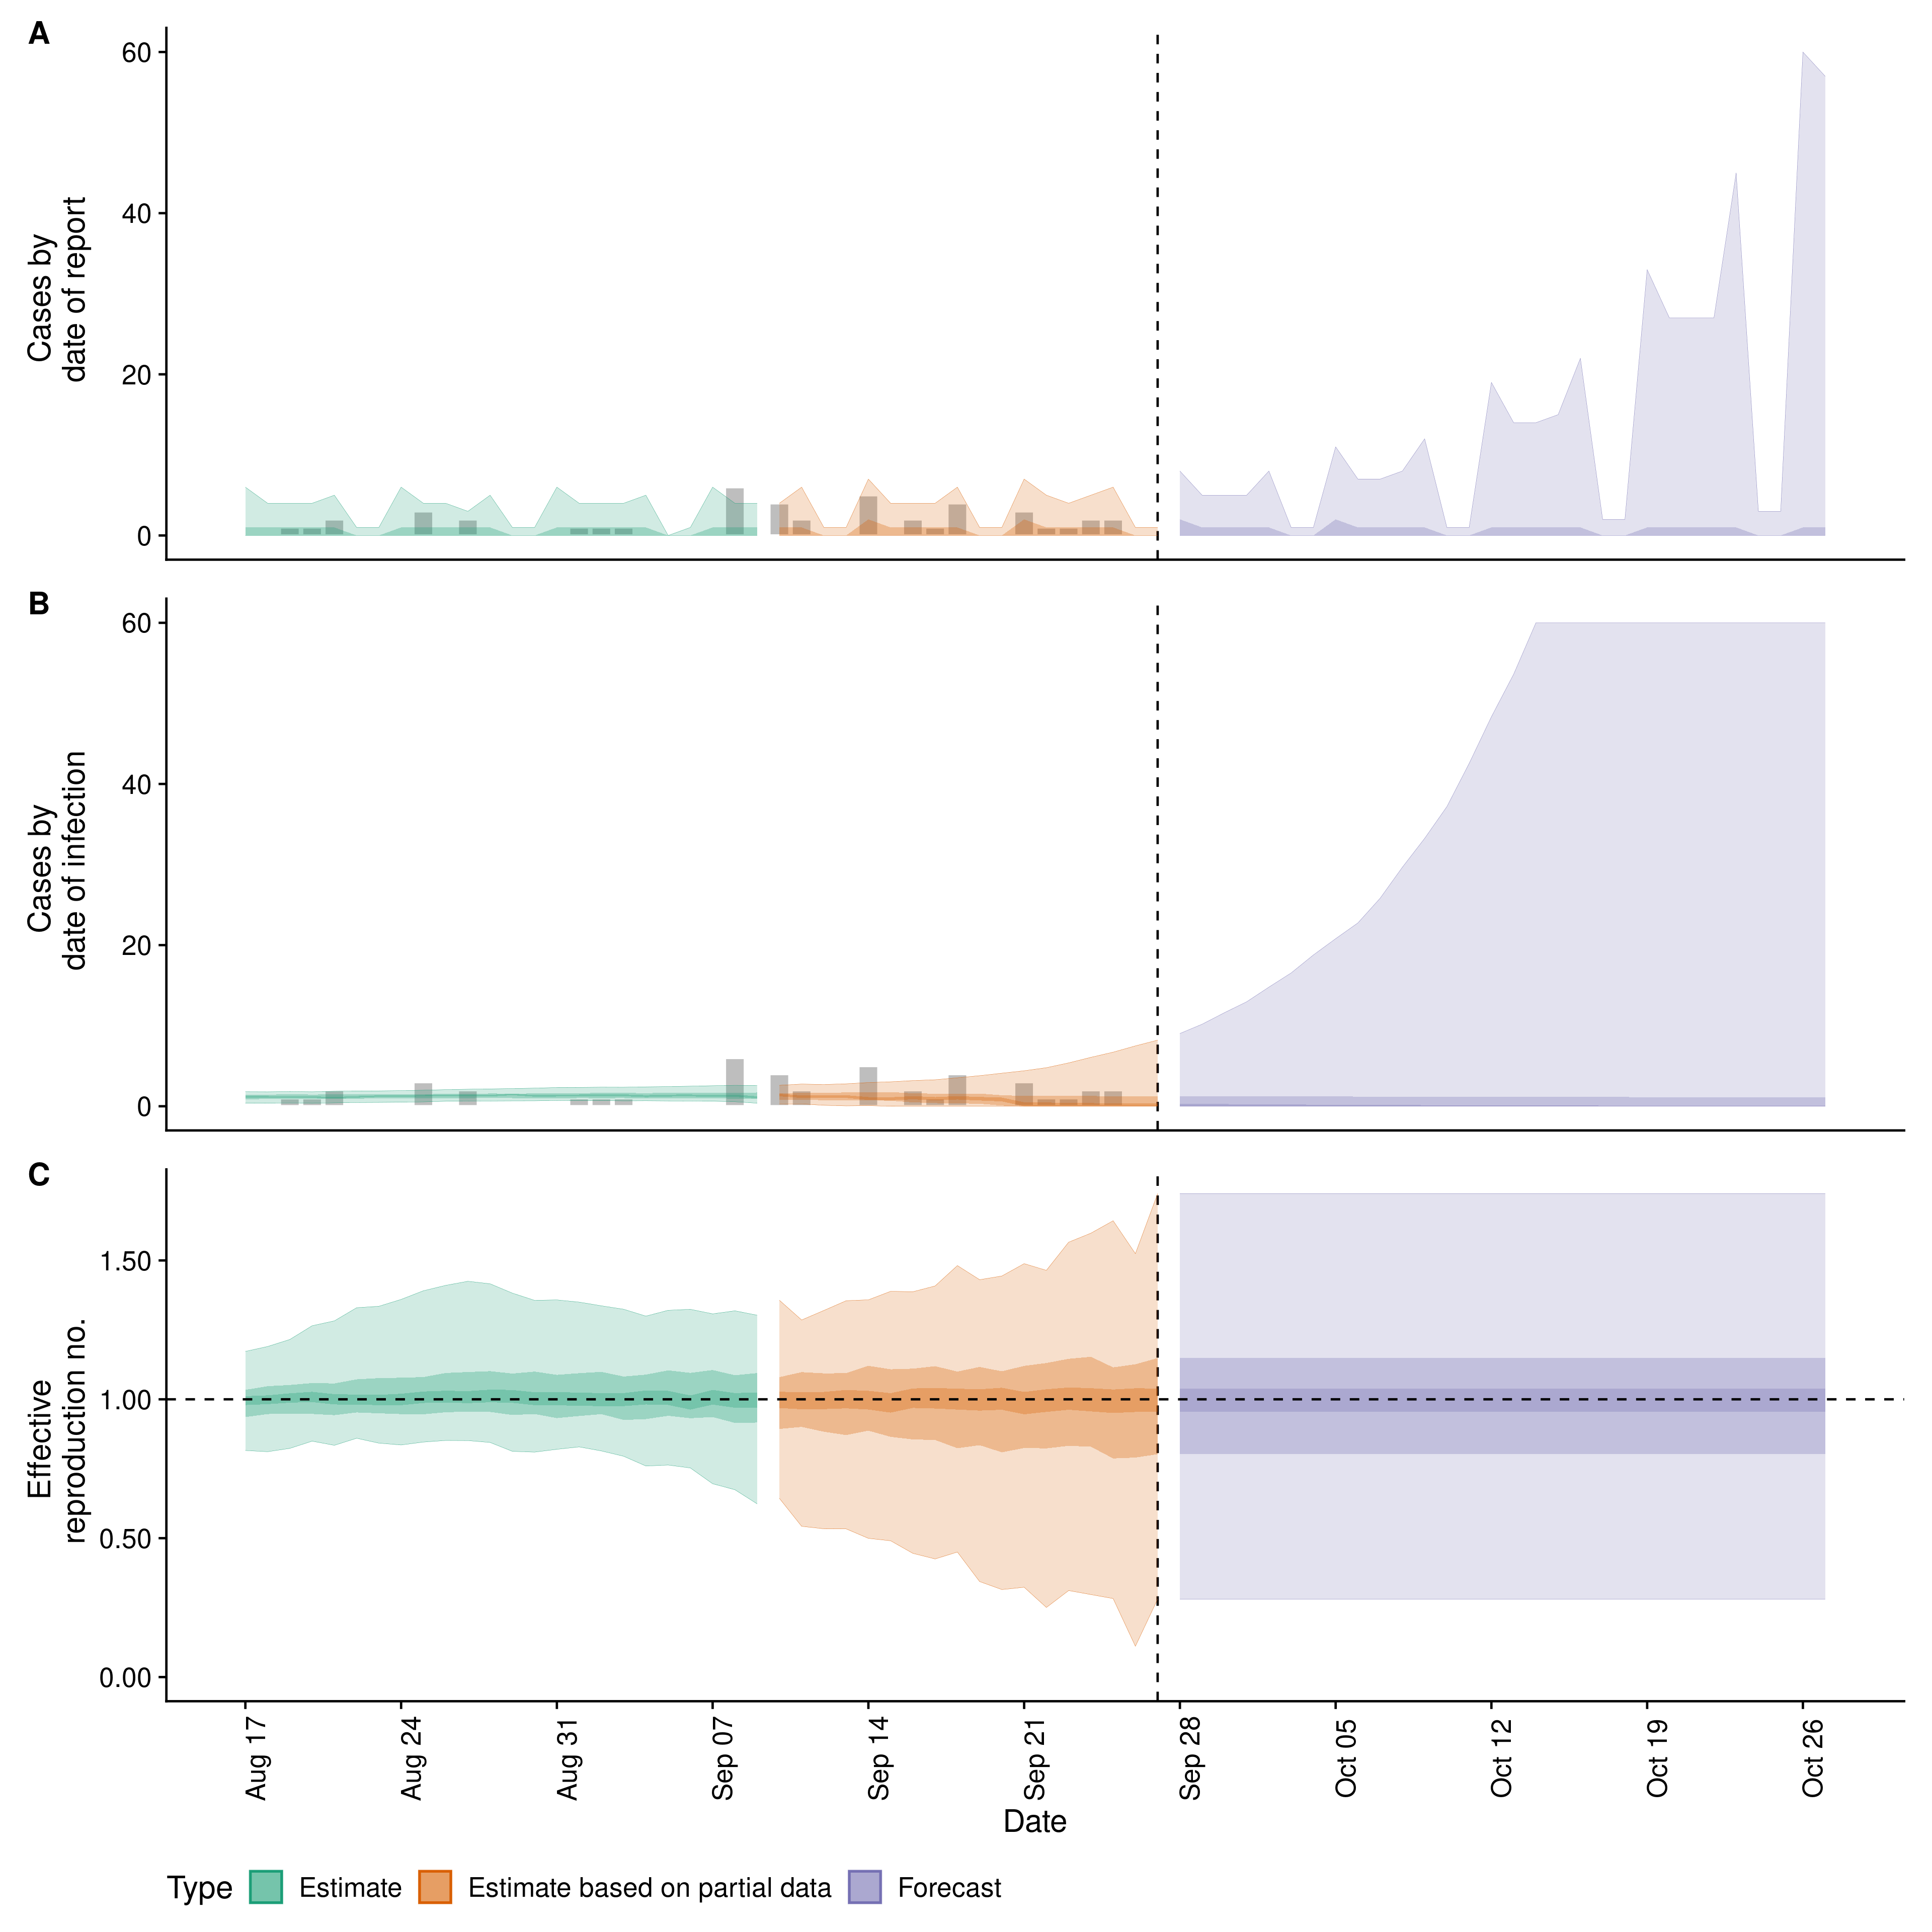 A
60
40
20
0
Cases by
date of report
B
60
40
20
0
Cases by
date of infection
C
1.50
1.00
0.50
0.00
Effective
reproduction no.
Aug 17
Aug 24
Aug 31
Sep 07
Sep 14
Sep 21
Sep 28
Oct 05
Oct 12
Oct 19
Oct 26
Date
Type Estimate Estimate based on partial data Forecast